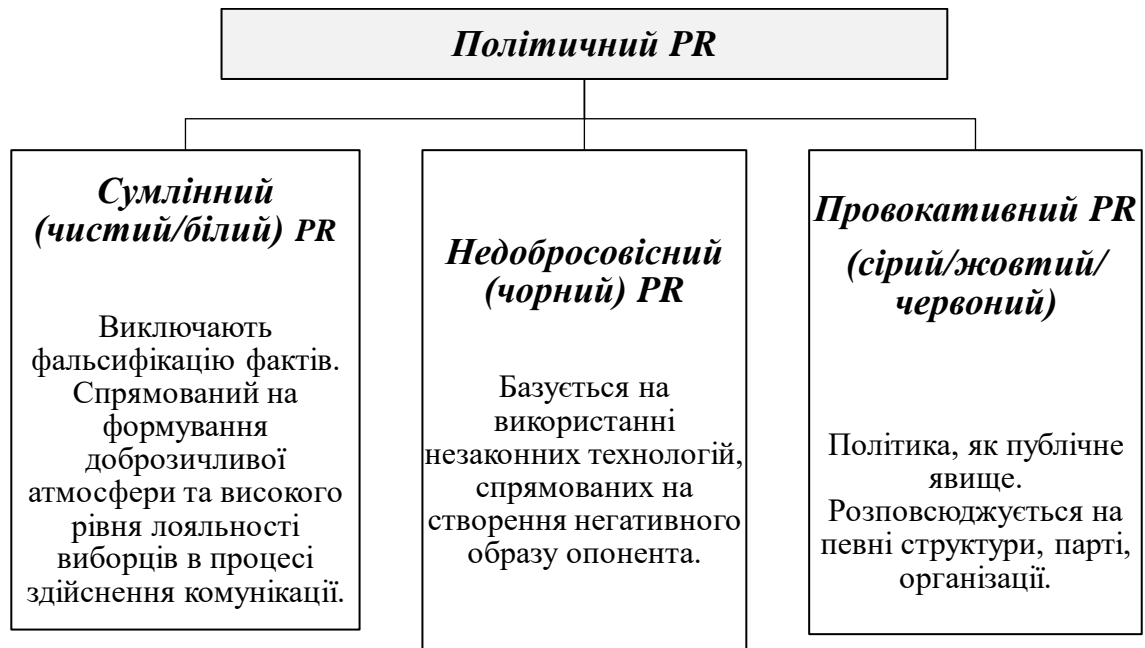 Політичний PR
Сумлінний
(чистий/білий) PR
Виключають
фальсифікацію фактів.
Спрямований на
формування
доброзичливої
атмосфери та високого
рівня лояльності
виборців в процесі
здійснення комунікації.
Недобросовісний
(чорний) PR
Базується на
використанні
незаконних технологій,
спрямованих на
створення негативного
образу опонента.
Провокативний PR
(сірий/жовтий/
червоний)
Політика, як публічне
явище.
Розповсюджується на
певні структури, парті,
організації.